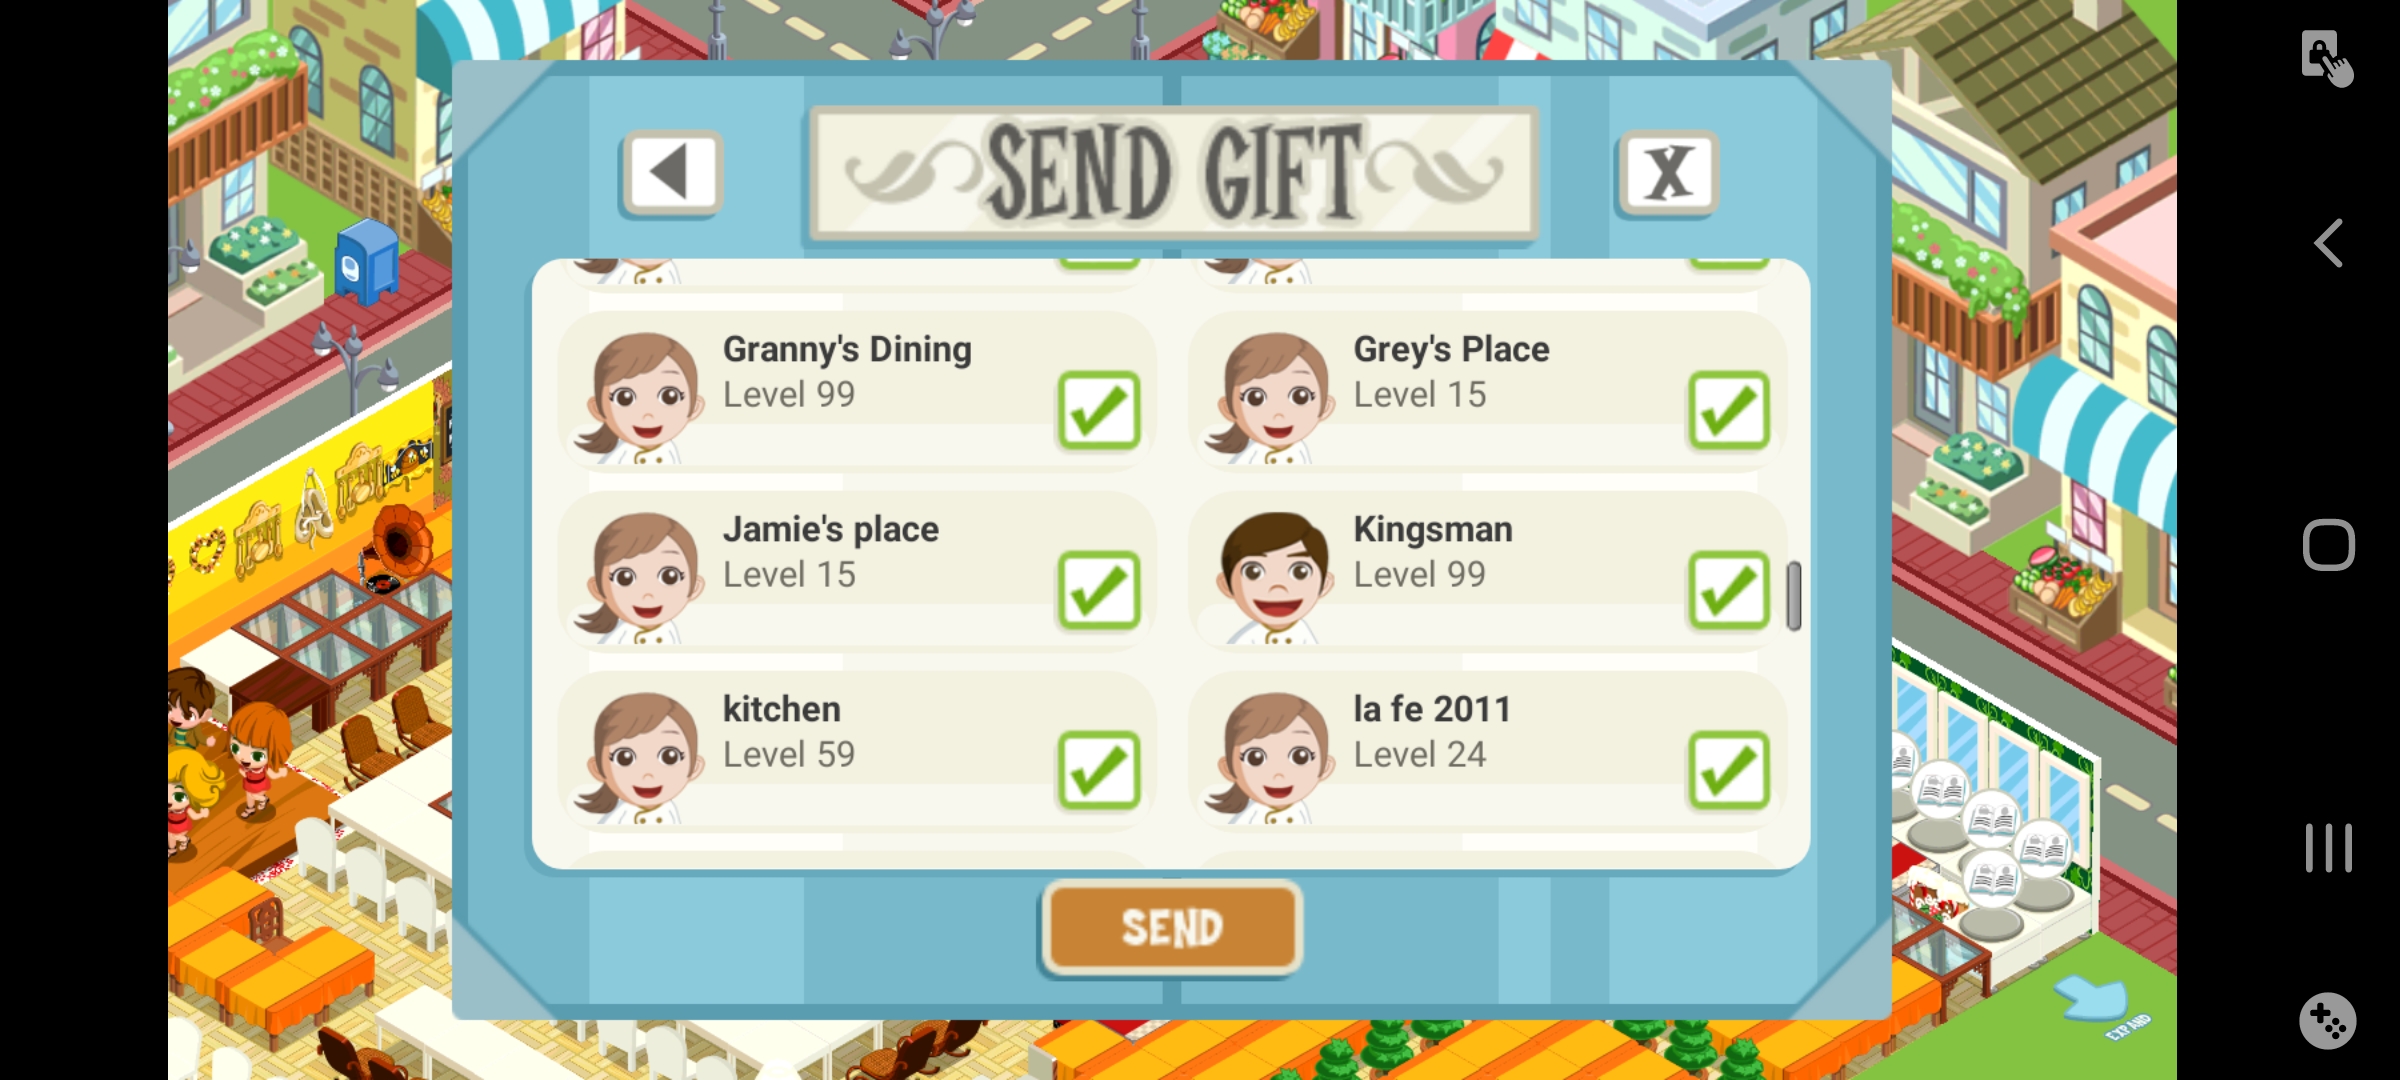 SEND GIFT
X
Granny's Dining
Level 99
Grey's Place
Level 15
Jamie's place
Level 15
Kingsman
Level 99
kitchen
Level 59
la fe 2011
Level 24
SEND
EXPAND